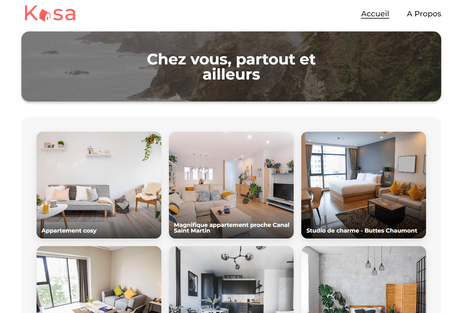 Kasa
Accueil
A Propos
Chez vous, partout et
ailleurs
Appartement cosy
Magnifique appartement proche Canal
Saint Martin
Studio de charme - Buttes Chaumont